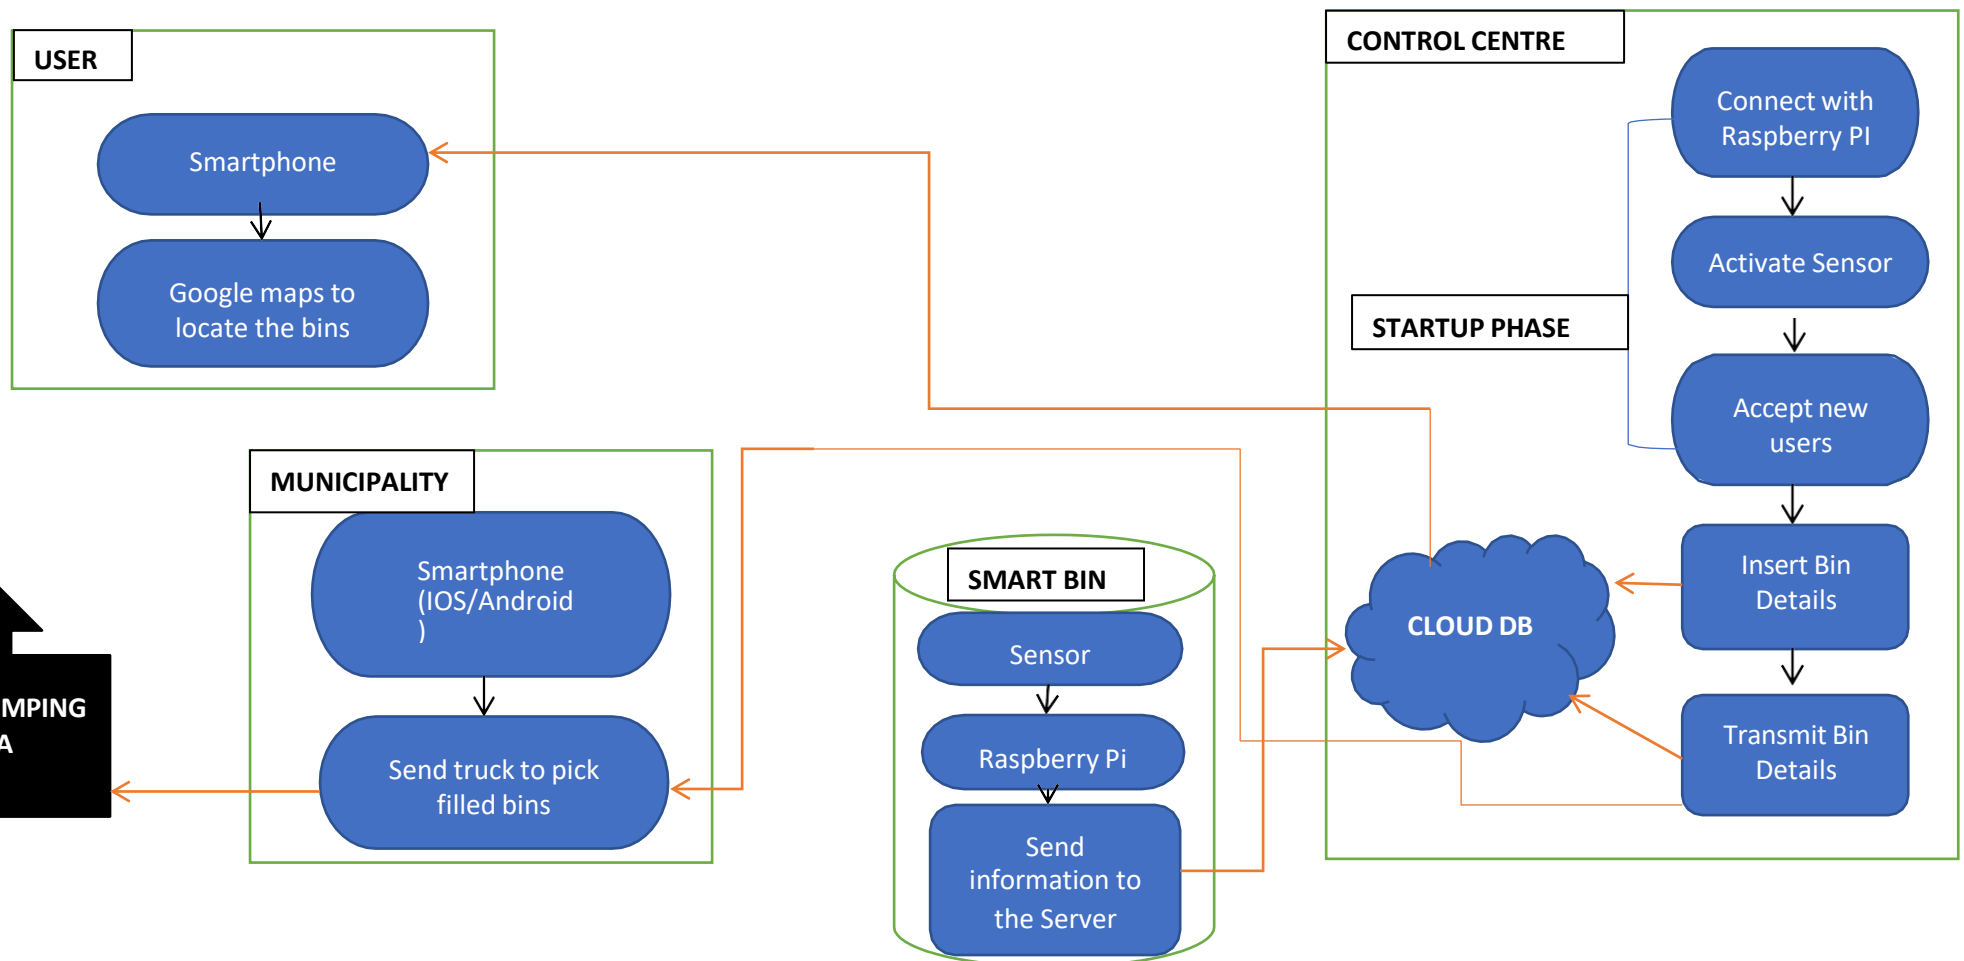 USER
Smartphone
Google maps to
locate the bins
CONTROL CENTRE
Connect with
Raspberry PI
Activate Sensor
STARTUP PHASE
Accept new
users
Insert Bin
Details
Transmit Bin
Details
CLOUD DB
MUNICIPALITY
Smartphone
(IOS/Android
)
Send truck to pick
filled bins
SMART BIN
Sensor
Raspberry Pi
Send
information to
the Server
MPING
A